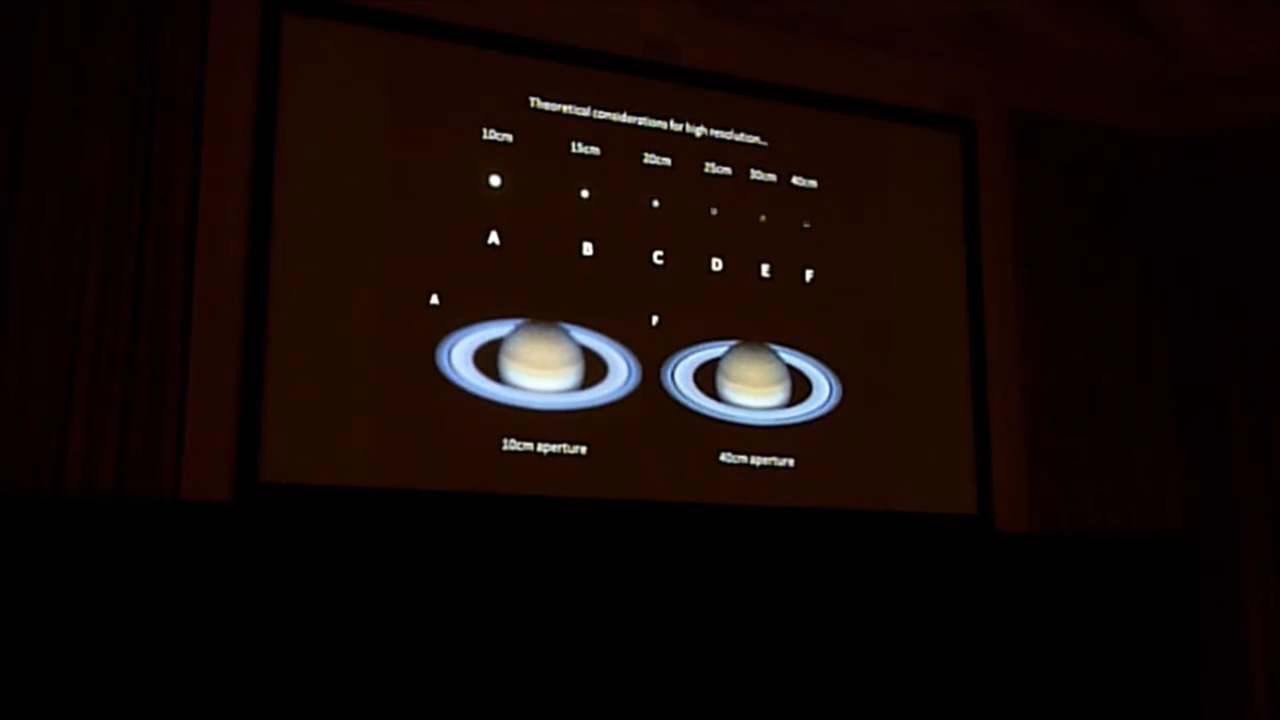 Theoretical considerations for high resolution...
10cm 15cm 20cm 25cm 30cm 40cm
A B C D E F
A F
10cm aperture 40cm aperture